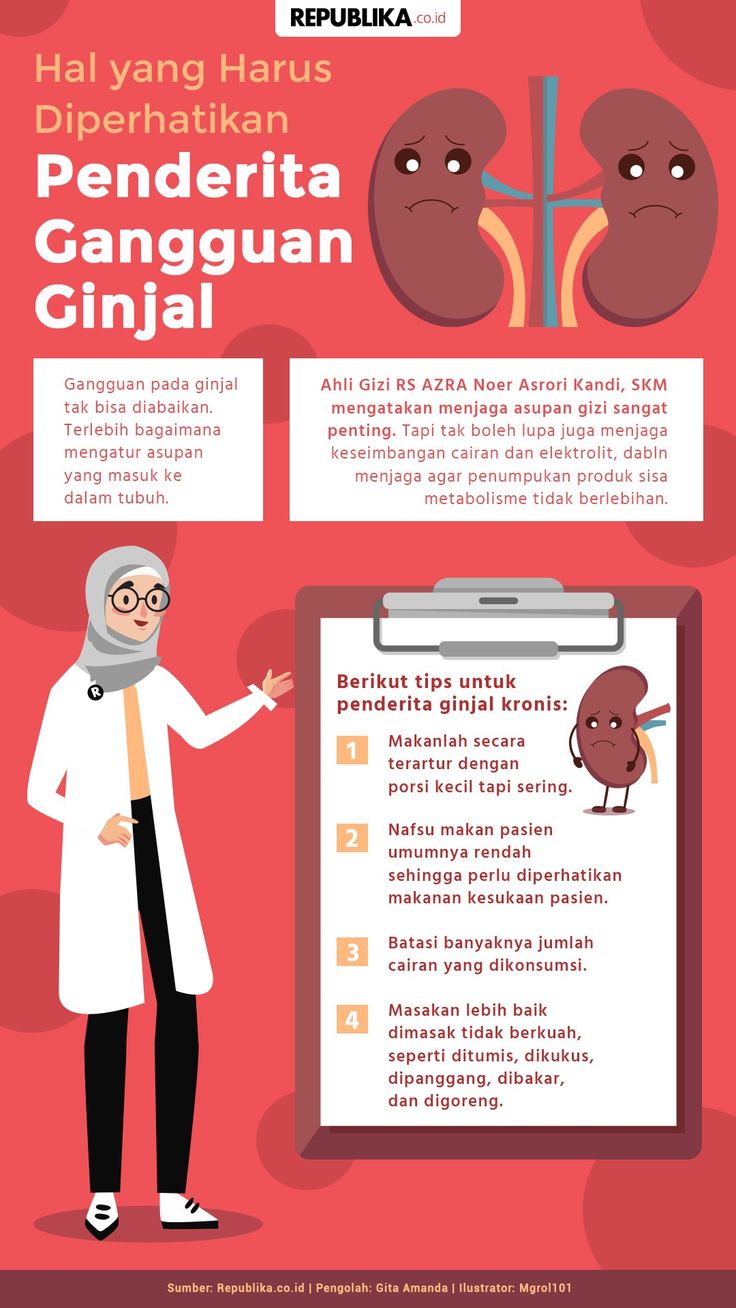 REPUBLIKA.co.id
Hal yang Harus
Diperhatikan
Penderita
Gangguan
Ginjal
Gangguan pada ginjal
tak bisa diabaikan.
Terlebih bagaimana
mengatur asupan
yang masuk ke
dalam tubuh.
Ahli Gizi RS AZRA Noer Asrori Kandi, SKM
mengatakan menjaga asupan gizi sangat
penting. Tapi tak boleh lupa juga menjaga
keseimbangan cairan dan elektrolit, dabln
menjaga agar penumpukan produk sisa
metabolisme tidak berlebihan.
R
Berikut tips untuk
penderita ginjal kronis:
1 Makanlah secara
terartur dengan
porsi kecil tapi sering.
2 Nafsu makan pasien
umumnya rendah
sehingga perlu diperhatikan
makanan kesukaan pasien.
3 Batasi banyaknya jumlah
cairan yang dikonsumsi.
4 Masakan lebih baik
dimasak tidak berkuah,
seperti ditumis, dikukus,
dipanggang, dibakar,
dan digoreng.
Sumber: Republika.co.id | Pengolah: Gita Amanda | Ilustrator: Mgrol101